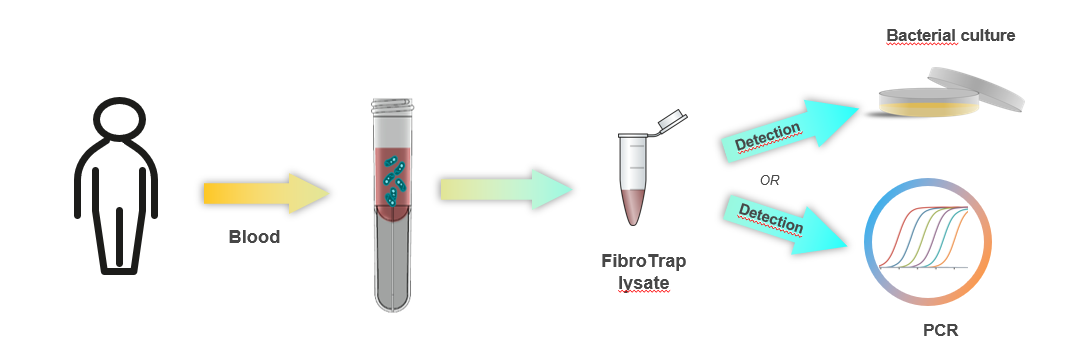 Bacterial culture
Detection
OR
Detection
Blood
FibroTrap
lysate
PCR